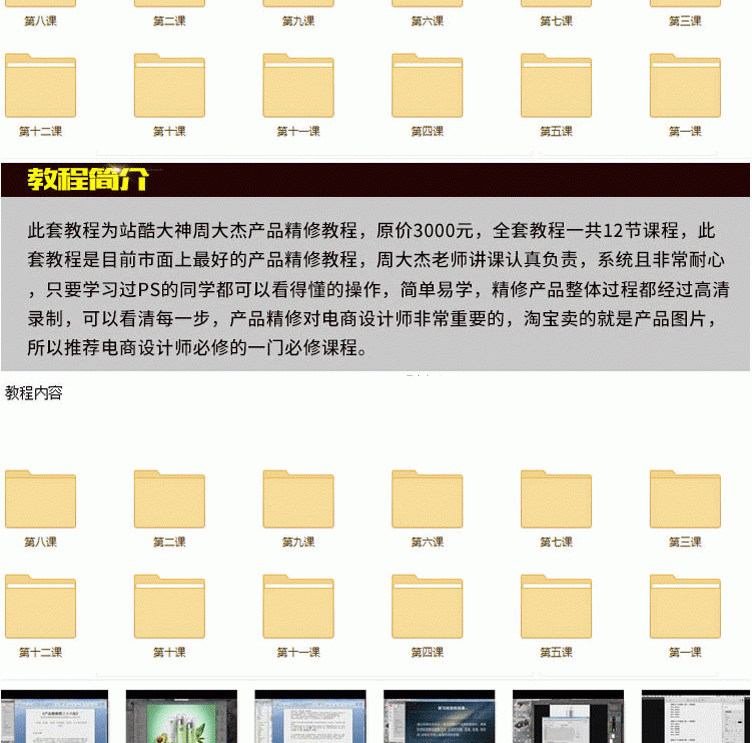 第八课 第二课 第九课 第六课 第七课 第三课
第十二课 第十课 第十一课 第四课 第五课 第一课
教程简介
此套教程为站酷大神周大杰产品精修教程，原价3000元，全套教程一共12节课程，此
套教程是目前市面上最好的产品精修教程，周大杰老师讲课认真负责，系统且非常耐心
，只要学习过PS的同学都可以看得懂的操作，简单易学，精修产品整体过程都经过高清
录制，可以看清每一步，产品精修对电商设计师非常重要的，淘宝卖的就是产品图片，
所以推荐电商设计师必修的一门必修课程。
教程内容
第八课 第二课 第九课 第六课 第七课 第三课
第十二课 第十课 第十一课 第四课 第五课 第一课